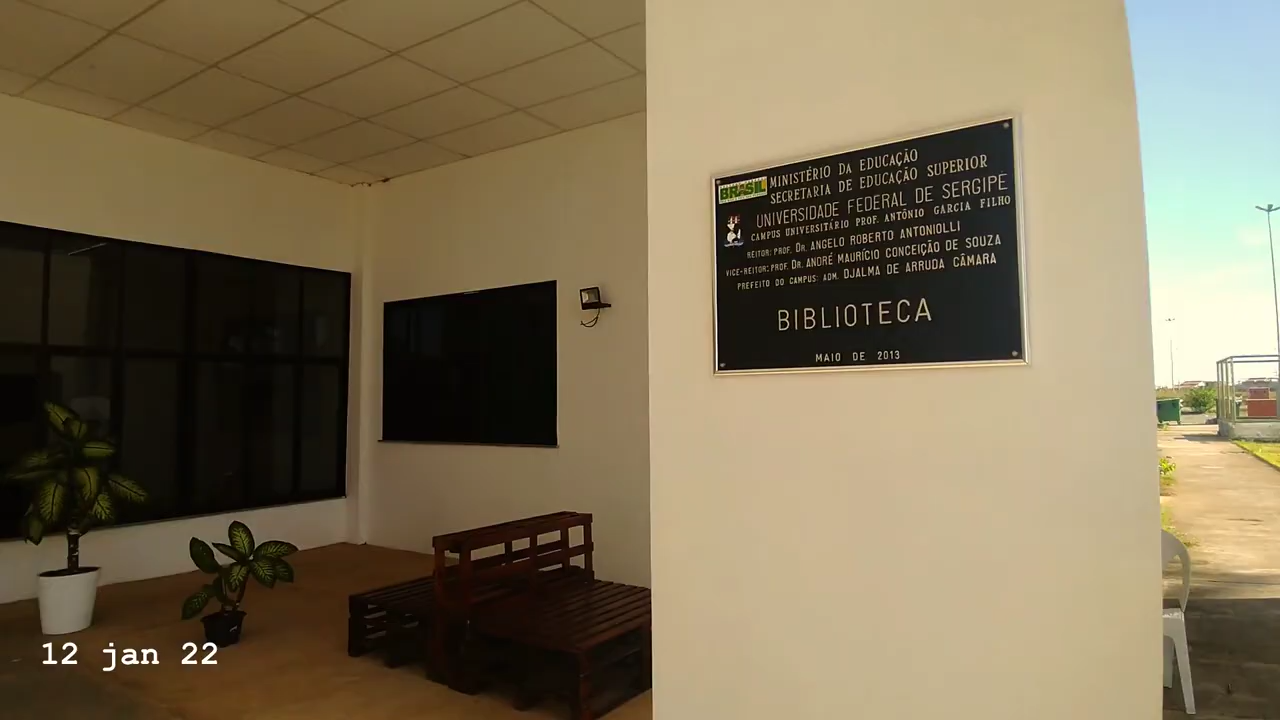 MINISTÉRIO DA EDUCAÇÃO
BRASIL
SECRETARIA DE EDUCAÇÃO SUPERIOR
UNIVERSIDADE FEDERAL DE SERGIPE
CAMPUS UNIVERSITÁRIO PROF. ANTÔNIO GARCIA FILHO
REITOR: PROF. DR. ANGELO ROBERTO ANTONIOLLI
VICE-REITOR: PROF. DR. ANDRÉ MAURÍCIO CONCEIÇÃO DE SOUZA
PREFEITO DO CAMPUS: ADM. DJALMA DE ARRUDA CÂMARA
BIBLIOTECA
MAIO DE 2013
12 jan 22